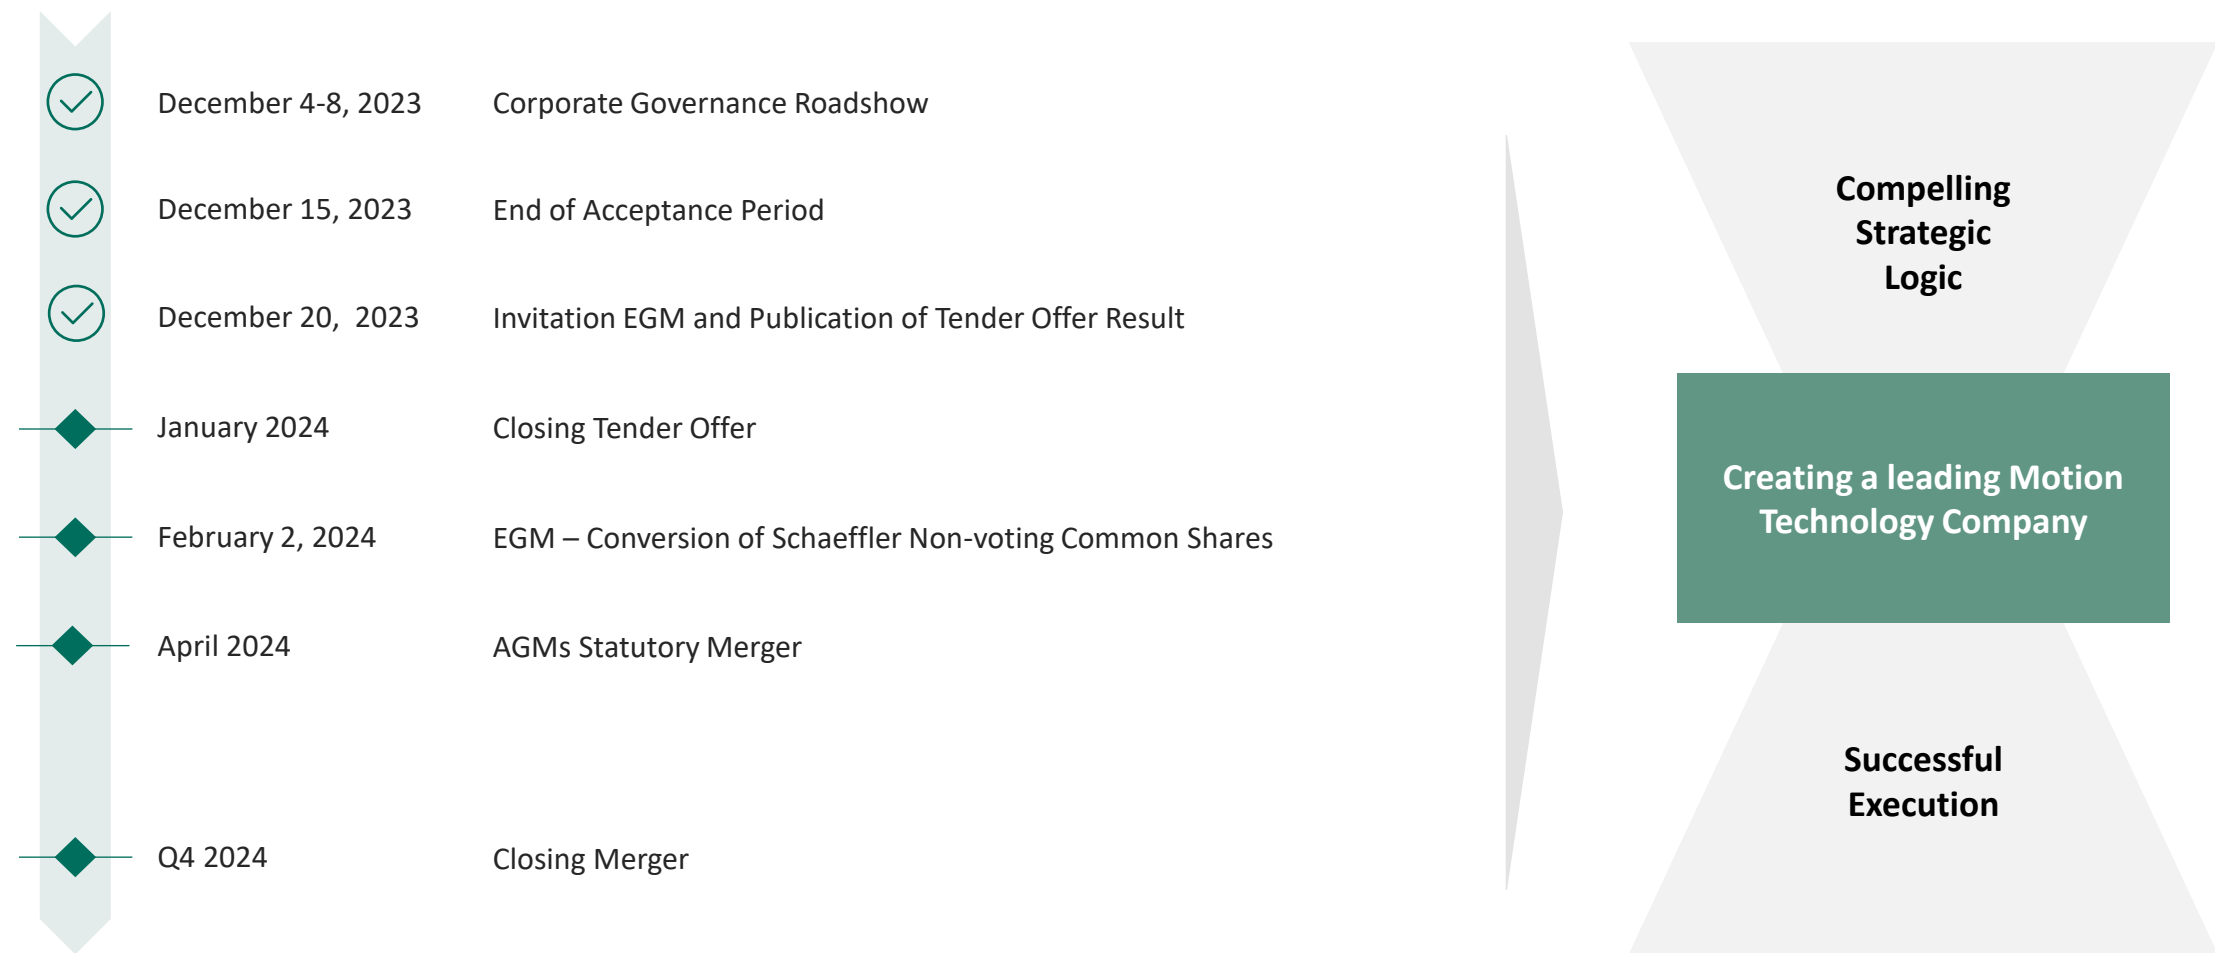 December 4-8, 2023 Corporate Governance Roadshow
December 15, 2023 End of Acceptance Period
December 20,  2023 Invitation EGM and Publication of Tender Offer Result
January 2024 Closing Tender Offer
February 2, 2024 EGM – Conversion of Schaeffler Non-voting Common Shares
April 2024 AGMs Statutory Merger
Q4 2024 Closing Merger
Compelling
Strategic
Logic
Creating a leading Motion
Technology Company
Successful
Execution